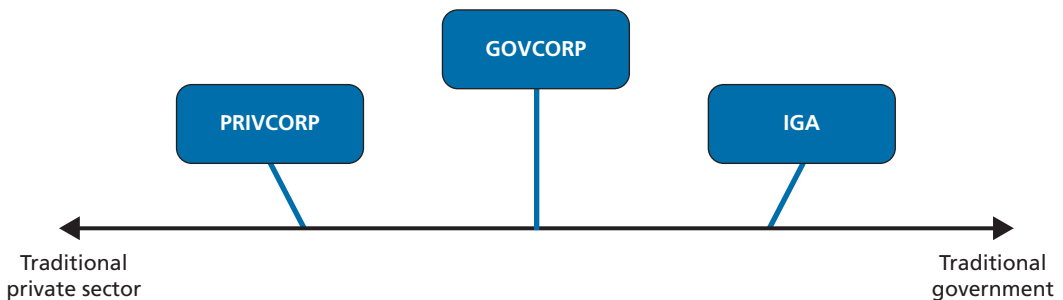 GOVCORP
PRIVCORP
IGA
Traditional
private sector
Traditional
government